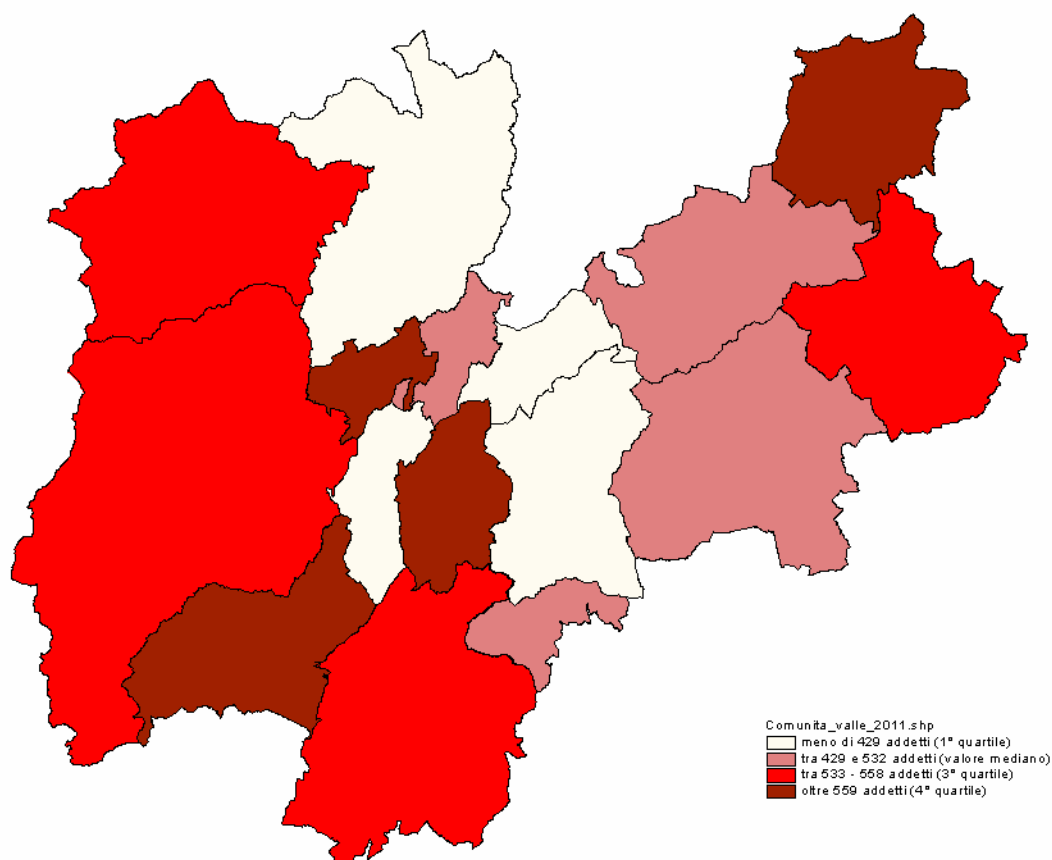 Comunita_valle_2011.shp
meno di 429 addetti (1° quartile)
tra 429 e 532 addetti (valore mediano)
tra 533 - 558 addetti (3° quartile)
oltre 559 addetti (4° quartile)